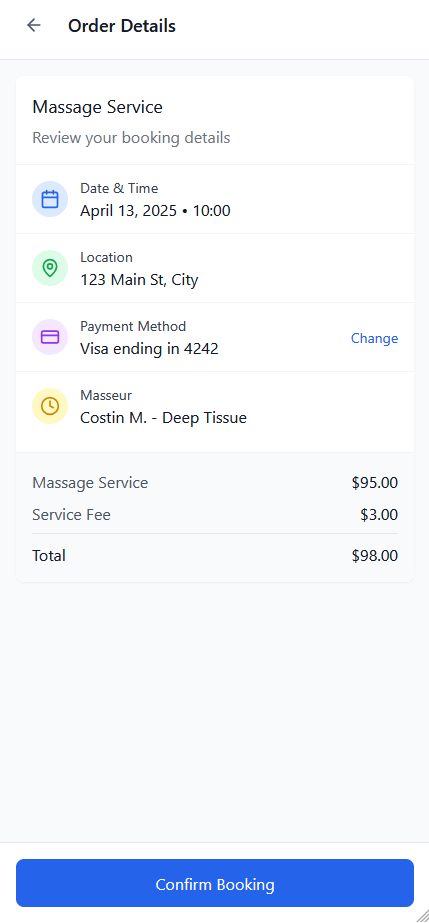 Order Details
Massage Service
Review your booking details
Date & Time
April 13, 2025 • 10:00
Location
123 Main St, City
Payment Method
Visa ending in 4242
Change
Masseur
Costin M. - Deep Tissue
Massage Service $95.00
Service Fee $3.00
Total $98.00
Confirm Booking